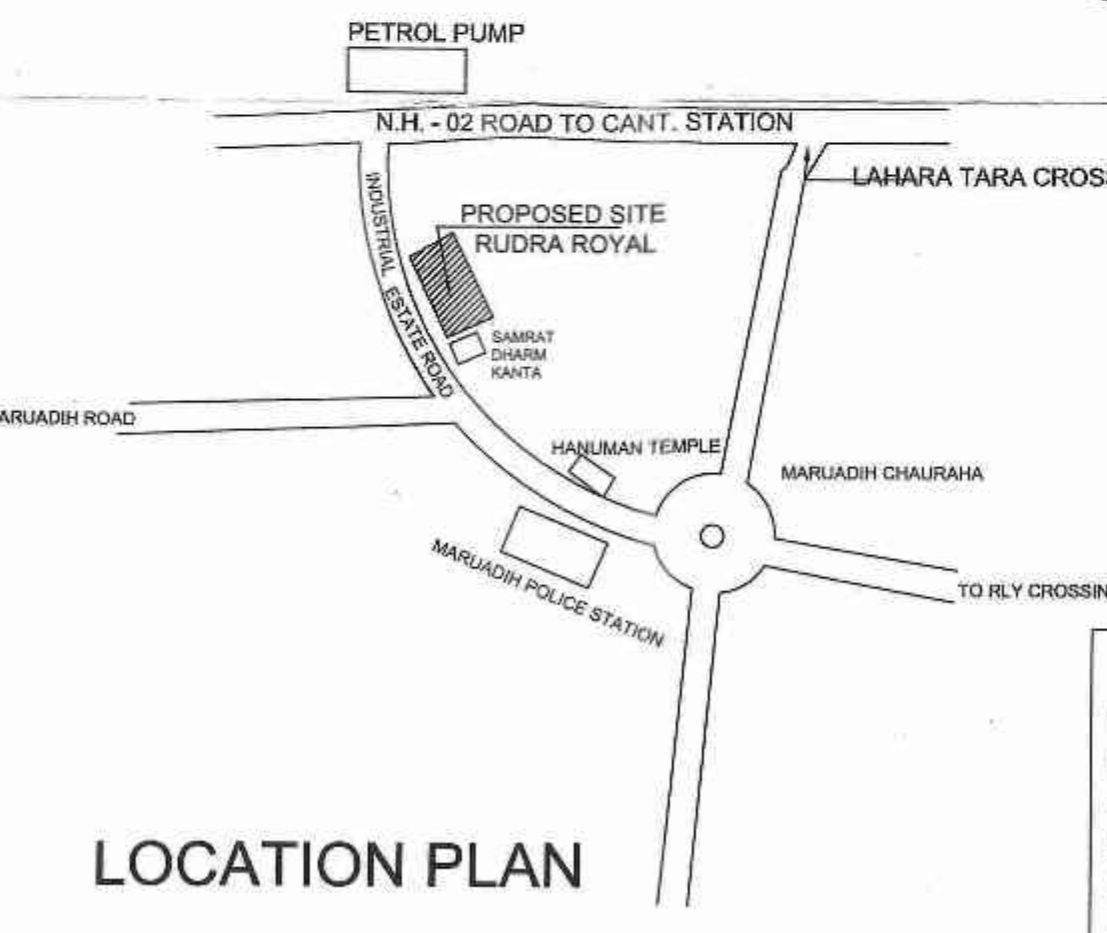 PETROL PUMP
N.H. - 02 ROAD TO CANT. STATION
LAHARA TARA CROS
INDUSTRIAL ESTATE ROAD
PROPOSED SITE
RUDRA ROYAL
SAMRAT
DHARM
KANTA
ARUADIH ROAD
HANUMAN TEMPLE
MARUADIH CHAURAHA
MARUADIH POLICE STATION
TO RLY CROSSIN
LOCATION PLAN